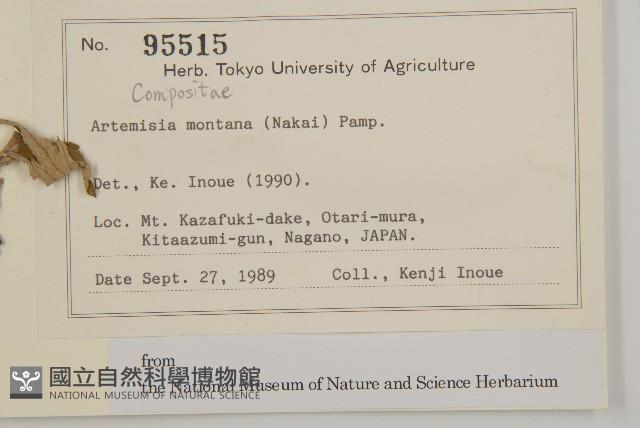 No. 95515
Herb. Tokyo University of Agriculture
Compositae
Artemisia montana (Nakai) Pamp.
Det., Ke. Inoue (1990).
Loc. Mt. Kazafuki-dake, Otari-mura,
Kitaazumi-gun, Nagano, JAPAN.
Date Sept. 27, 1989 Coll., Kenji Inoue
from
the National Museum of Nature and Science Herbarium
國立自然科學博物館
NATIONAL MUSEUM OF NATURAL SCIENCE